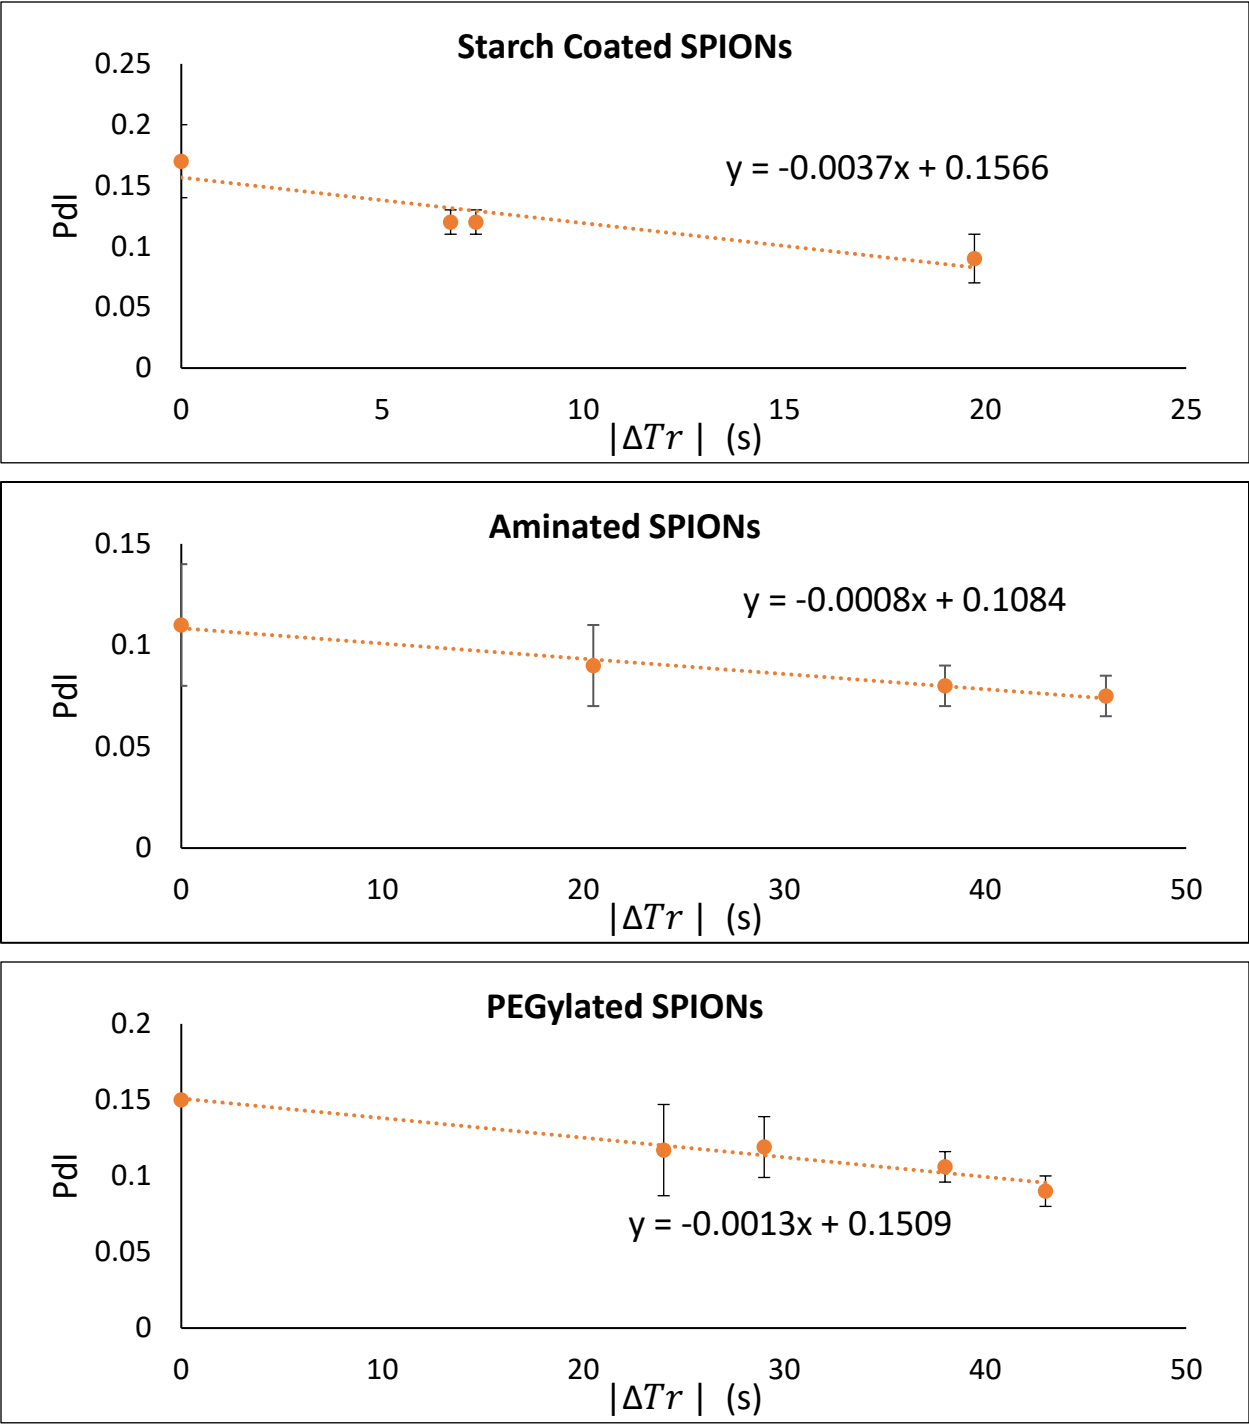 Starch Coated SPIONs
0.25
0.2
0.15
0.1
0.05
0
PdI
y = -0.0037x + 0.1566
0 5 10 15 20 25
|Δ𝑇𝑟 | (s)
Aminated SPIONs
0.15
0.1
0.05
0
PdI
y = -0.0008x + 0.1084
0 10 20 30 40 50
|Δ𝑇𝑟 | (s)
PEGylated SPIONs
0.2
0.15
0.1
0.05
0
PdI
y = -0.0013x + 0.1509
0 10 20 30 40 50
|Δ𝑇𝑟 | (s)